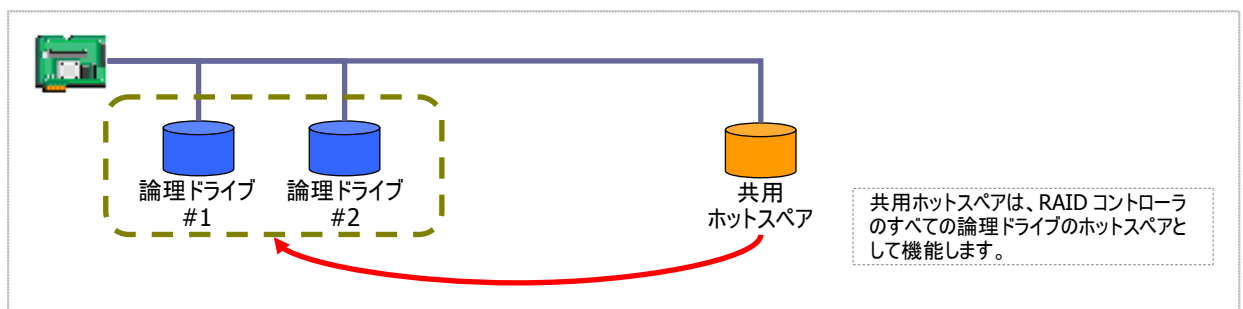 論理ドライブ
#1
論理ドライブ
#2
共用
ホットスペア
共用ホットスペアは、RAID コントローラ
のすべての論理ドライブのホットスペアと
して機能します。